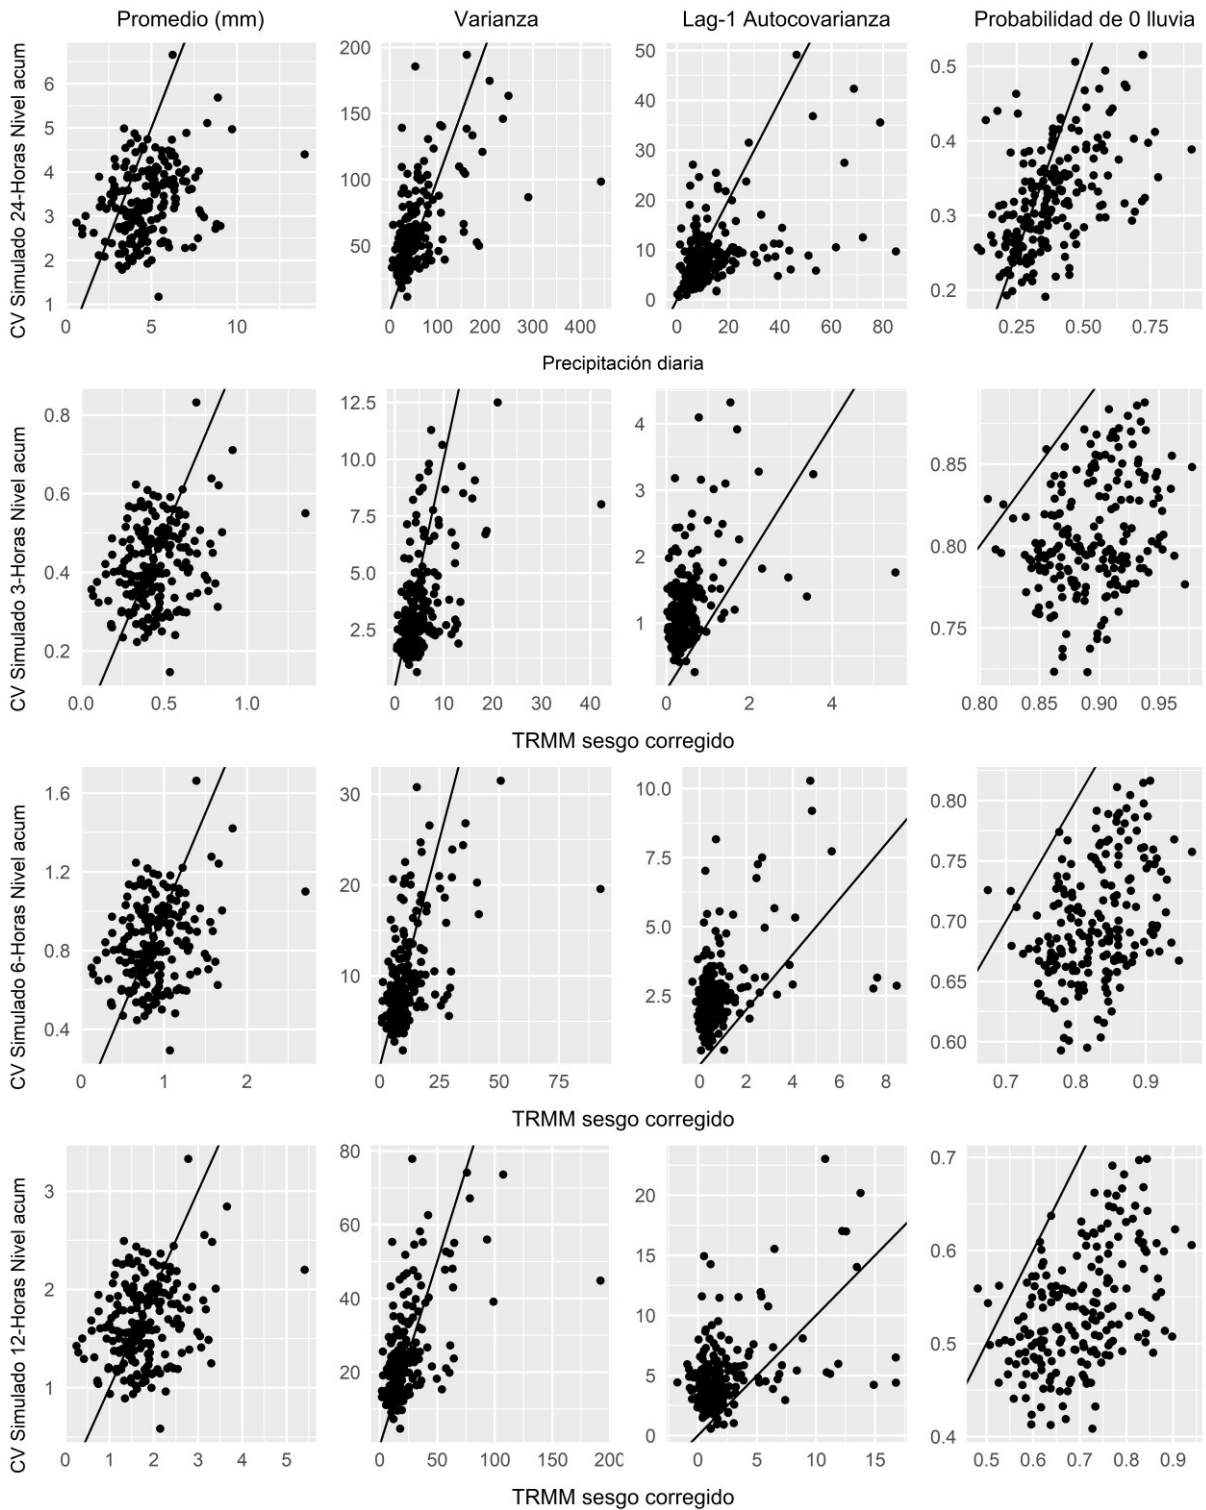 Promedio (mm) Varianza Lag-1 Autocovarianza Probabilidad de 0 lluvia
CV Simulado 24-Horas Nivel acum
6 5 4 3 2 1
0 5 10
200 150 100 50
0 100 200 300 400
50 40 30 20 10 0
0 20 40 60 80
0.5 0.4 0.3 0.2
0.25 0.50 0.75
Precipitación diaria
CV Simulado 3-Horas Nivel acum
0.8 0.6 0.4 0.2
0.0 0.5 1.0
12.5 10.0 7.5 5.0 2.5
0 10 20 30 40
4 3 2 1
0 2 4
0.85 0.80 0.75
0.80 0.85 0.90 0.95
TRMM sesgo corregido
CV Simulado 6-Horas Nivel acum
1.6 1.2 0.8 0.4
0 1 2
30 20 10 0
0 25 50 75
10.0 7.5 5.0 2.5
0 2 4 6 8
0.80 0.75 0.70 0.65 0.60
0.7 0.8 0.9
TRMM sesgo corregido
CV Simulado 12-Horas Nivel acum
3 2 1
0 1 2 3 4 5
80 60 40 20
0 50 100 150 200
20 15 10 5 0
0 5 10 15
0.7 0.6 0.5 0.4
0.5 0.6 0.7 0.8 0.9
TRMM sesgo corregido